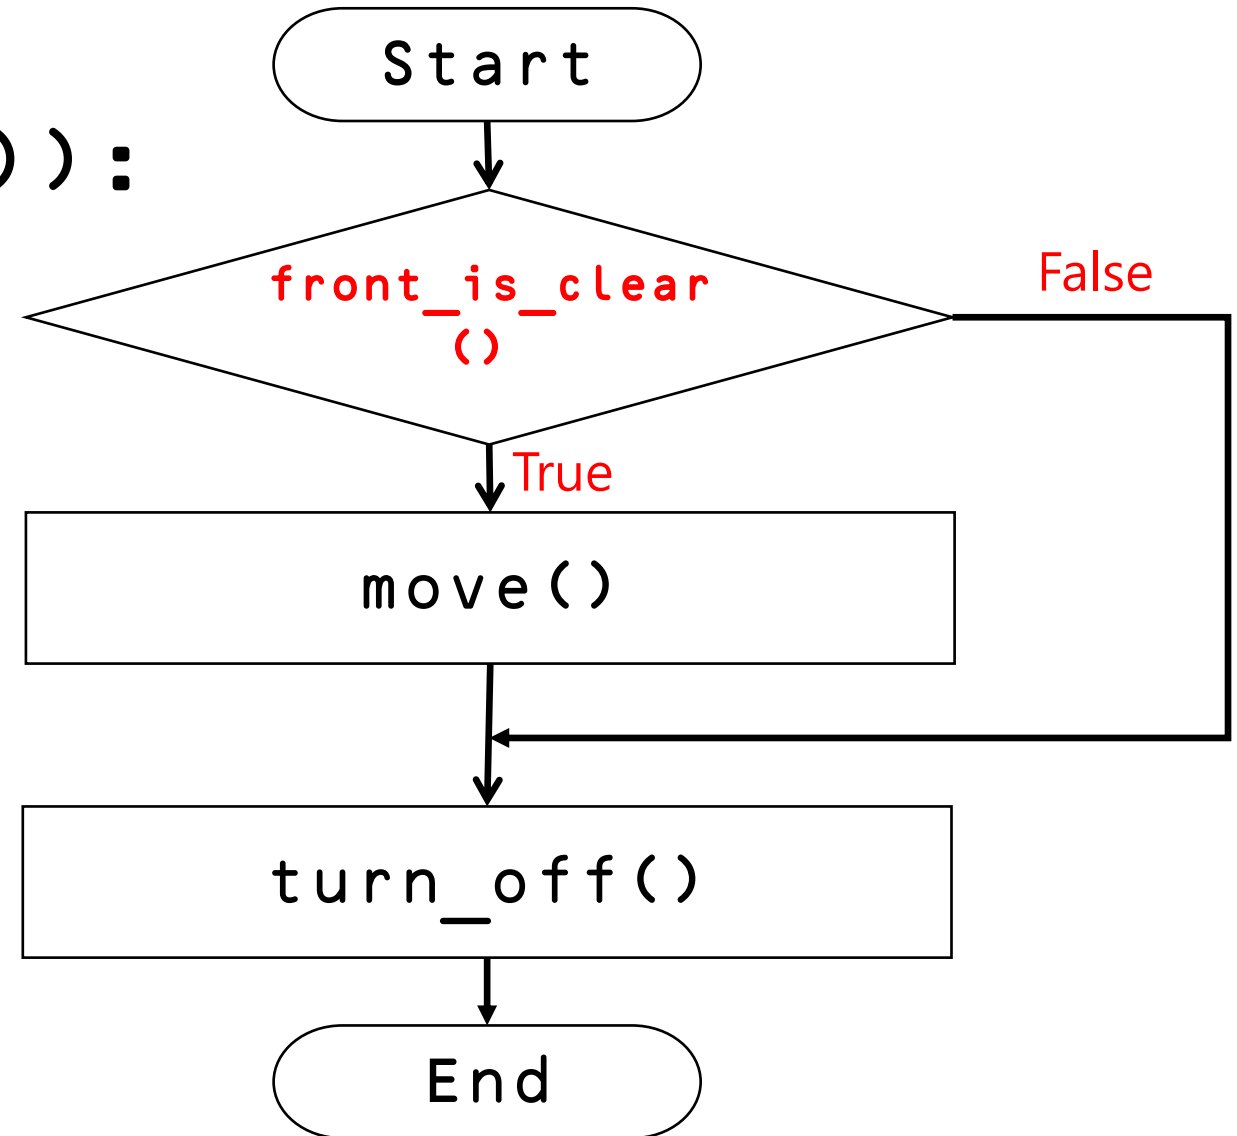 Start
)):
front_is_clear
()
False
True
move()
turn_off()
End